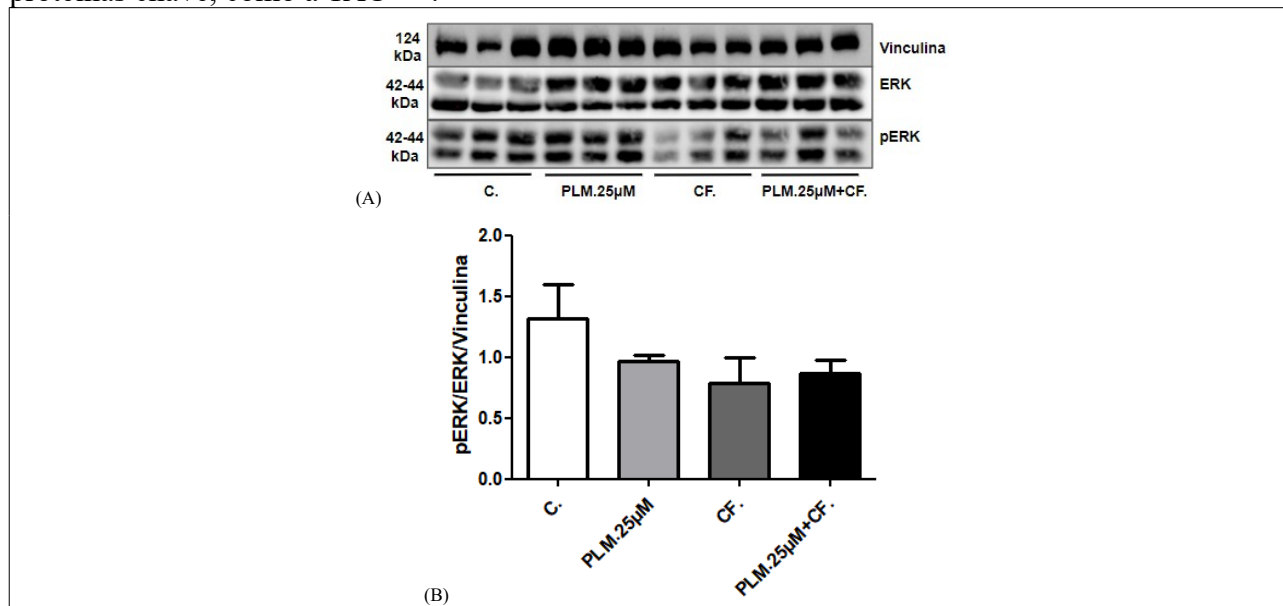 124
kDa
Vinculina
42-44
kDa
ERK
42-44
kDa
pERK
C.
PLM.25µM
CF.
PLM.25µM+CF.
(A)
pERK/ERK/Vinculina
2.0
1.5
1.0
0.5
0.0
C.
PLM.25µM
CF.
PLM.25µM+CF.
(B)